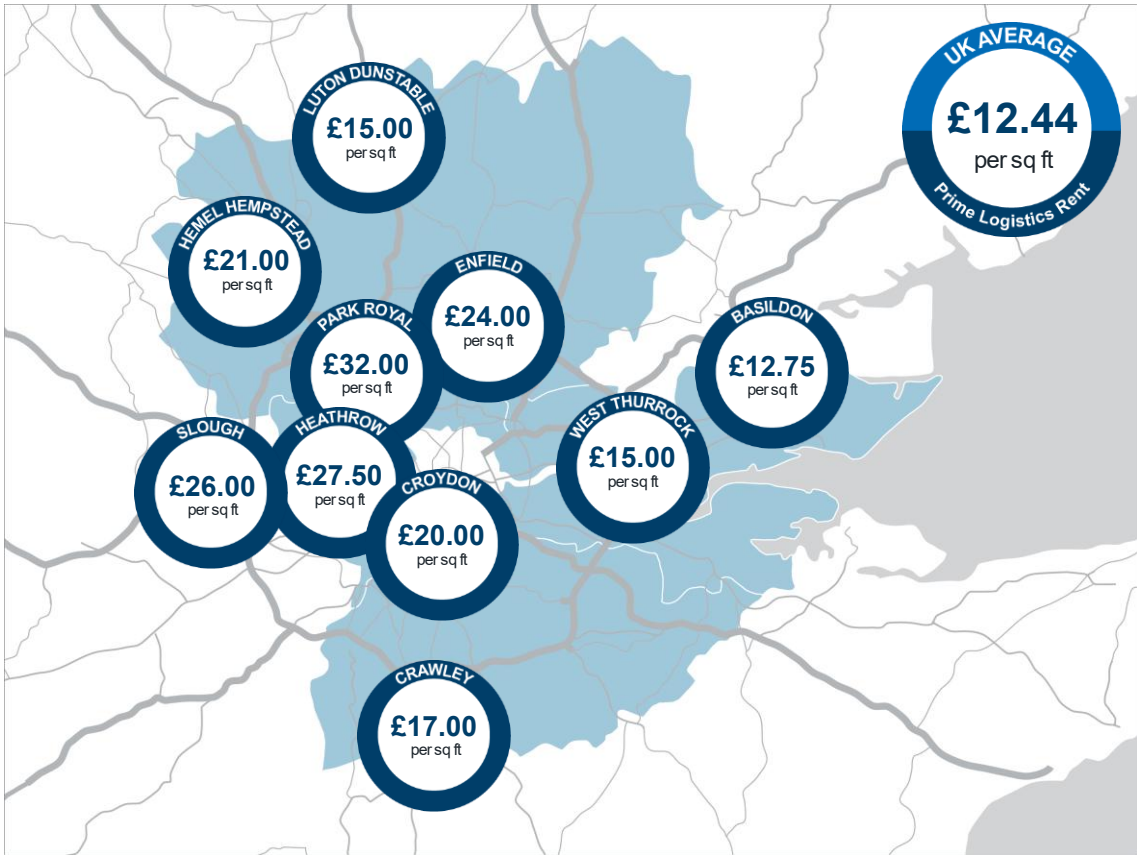 LUTON DUNSTABLE
£15.00
per sq ft
UK AVERAGE
£12.44
per sq ft
Prime Logistics Rent
HEMEL HEMPSTEAD
£21.00
per sq ft
ENFIELD
£24.00
per sq ft
PARK ROYAL
£32.00
per sq ft
BASILDON
£12.75
per sq ft
WEST THURROCK
£15.00
per sq ft
SLOUGH
£26.00
per sq ft
HEATHROW
£27.50
per sq ft
CROYDON
£20.00
per sq ft
CRAWLEY
£17.00
per sq ft